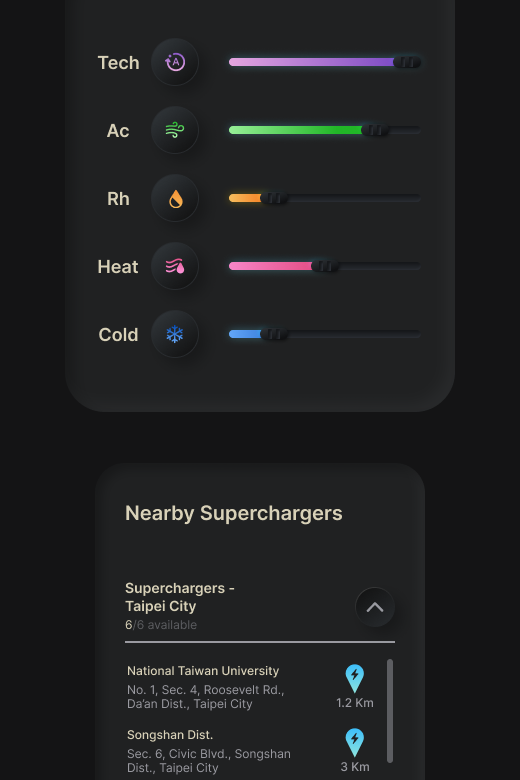 Tech
A
Ac
Rh
Heat
Cold
Nearby Superchargers
Superchargers -
Taipei City
6/6 available
National Taiwan University
No. 1, Sec. 4, Roosevelt Rd.,
Da'an Dist., Taipei City
1.2 Km
Songshan Dist.
Sec. 6, Civic Blvd., Songshan
Dist., Taipei City
3 Km